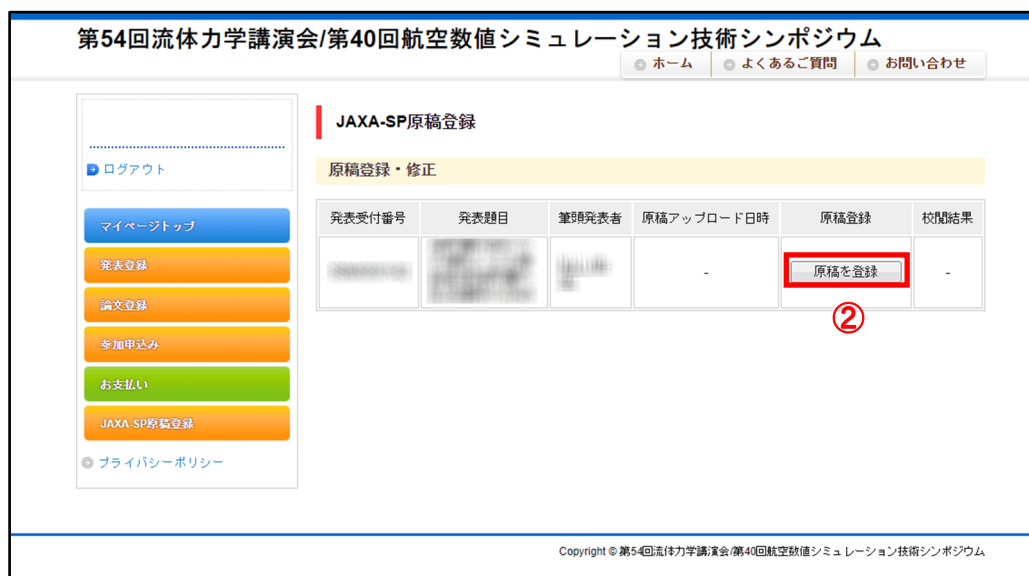 第54回流体力学講演会/第40回航空数値シミュレーション技術シンポジウム
ホーム
よくあるご質問
お問い合わせ
ログアウト
マイページトップ
発表登録
論文登録
参加申込み
お支払い
JAXA-SP原稿登録
プライバシーポリシー
JAXA-SP原稿登録
原稿登録・修正
発表受付番号 発表題目 筆頭発表者 原稿アップロード日時 原稿登録 校閲結果
- 原稿を登録 -
②
Copyright © 第54回流体力学講演会/第40回航空数値シミュレーション技術シンポジウム